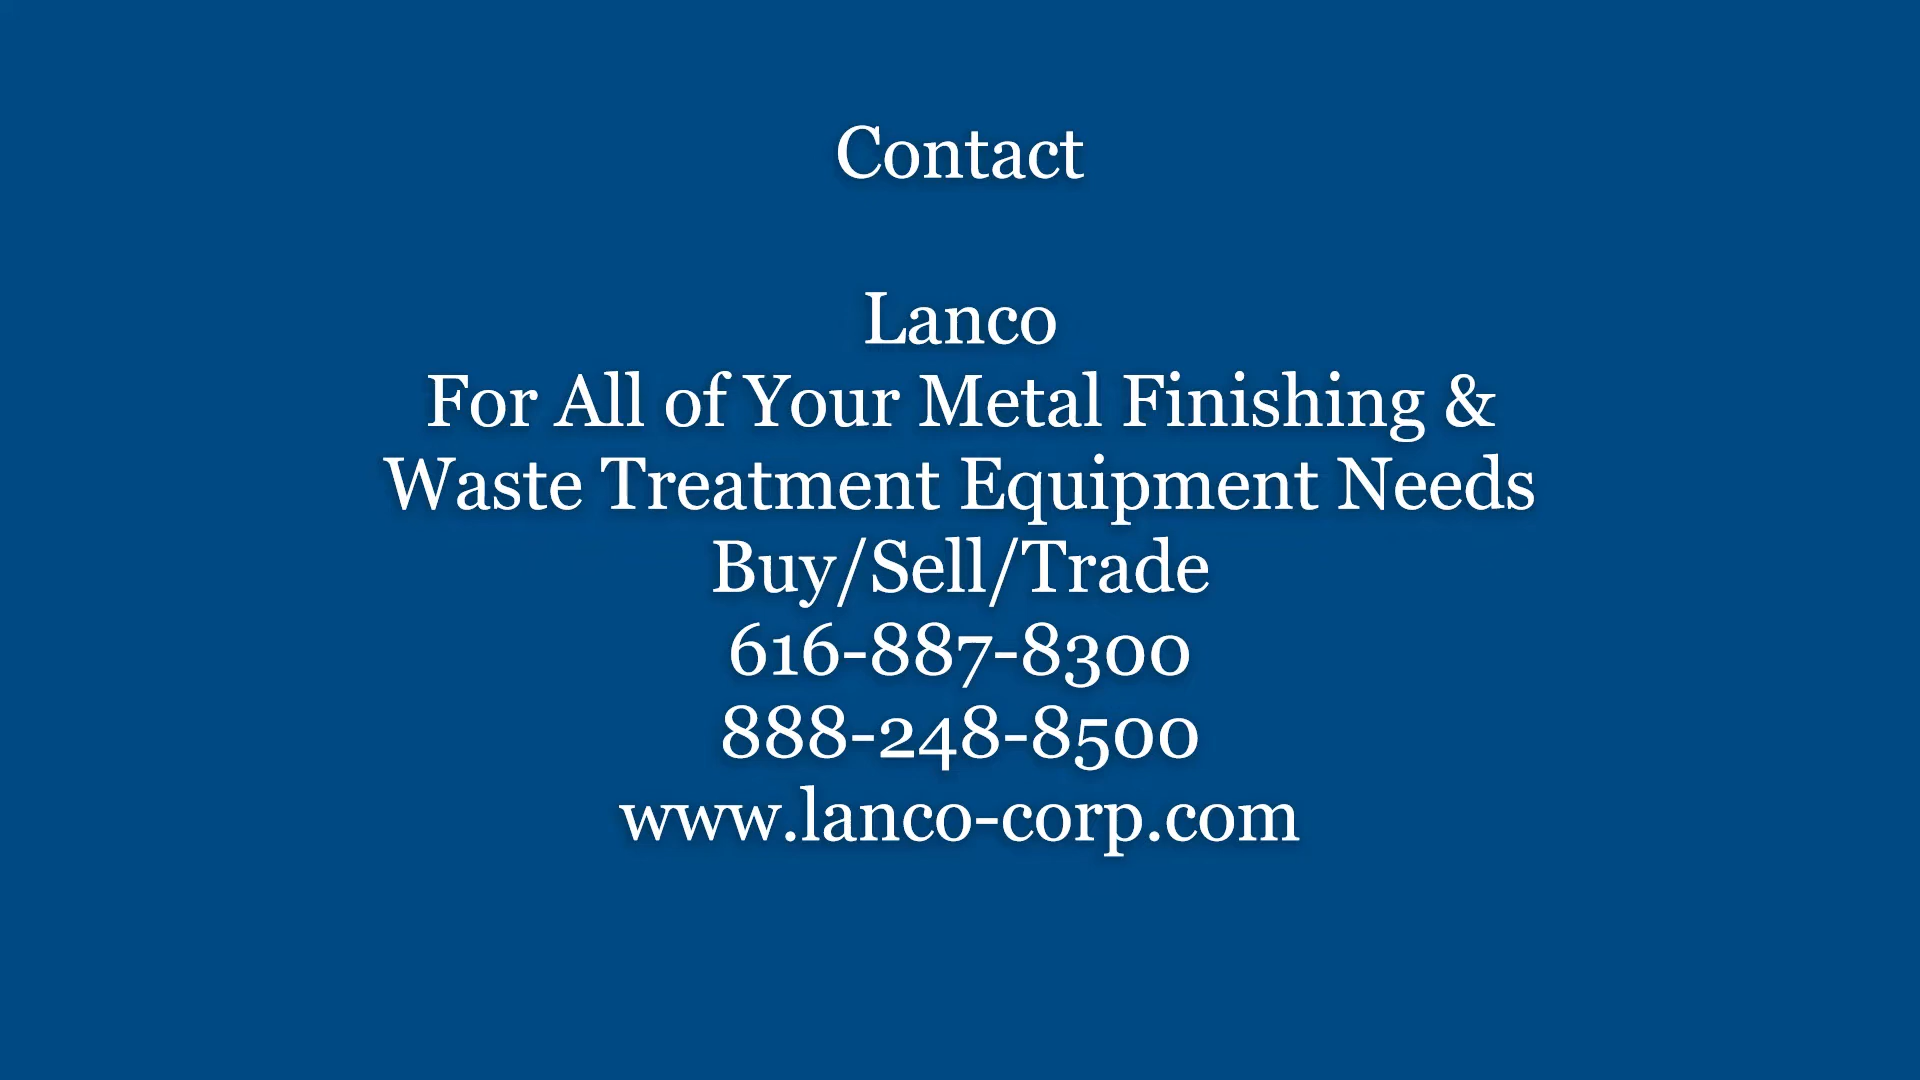 Contact
Lanco
For All of Your Metal Finishing &
Waste Treatment Equipment Needs
Buy/Sell/Trade
616-887-8300
888-248-8500
www.lanco-corp.com